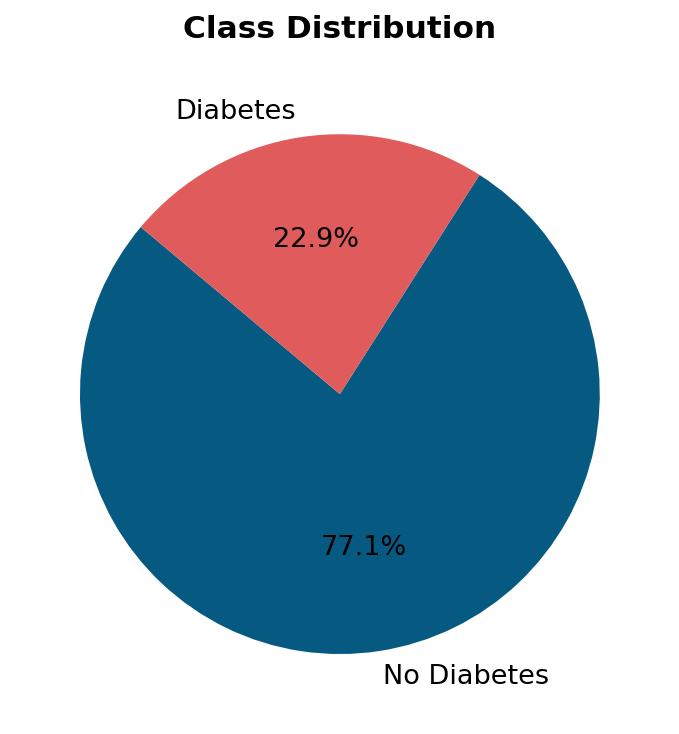 Class Distribution
Diabetes
22.9%
77.1%
No Diabetes